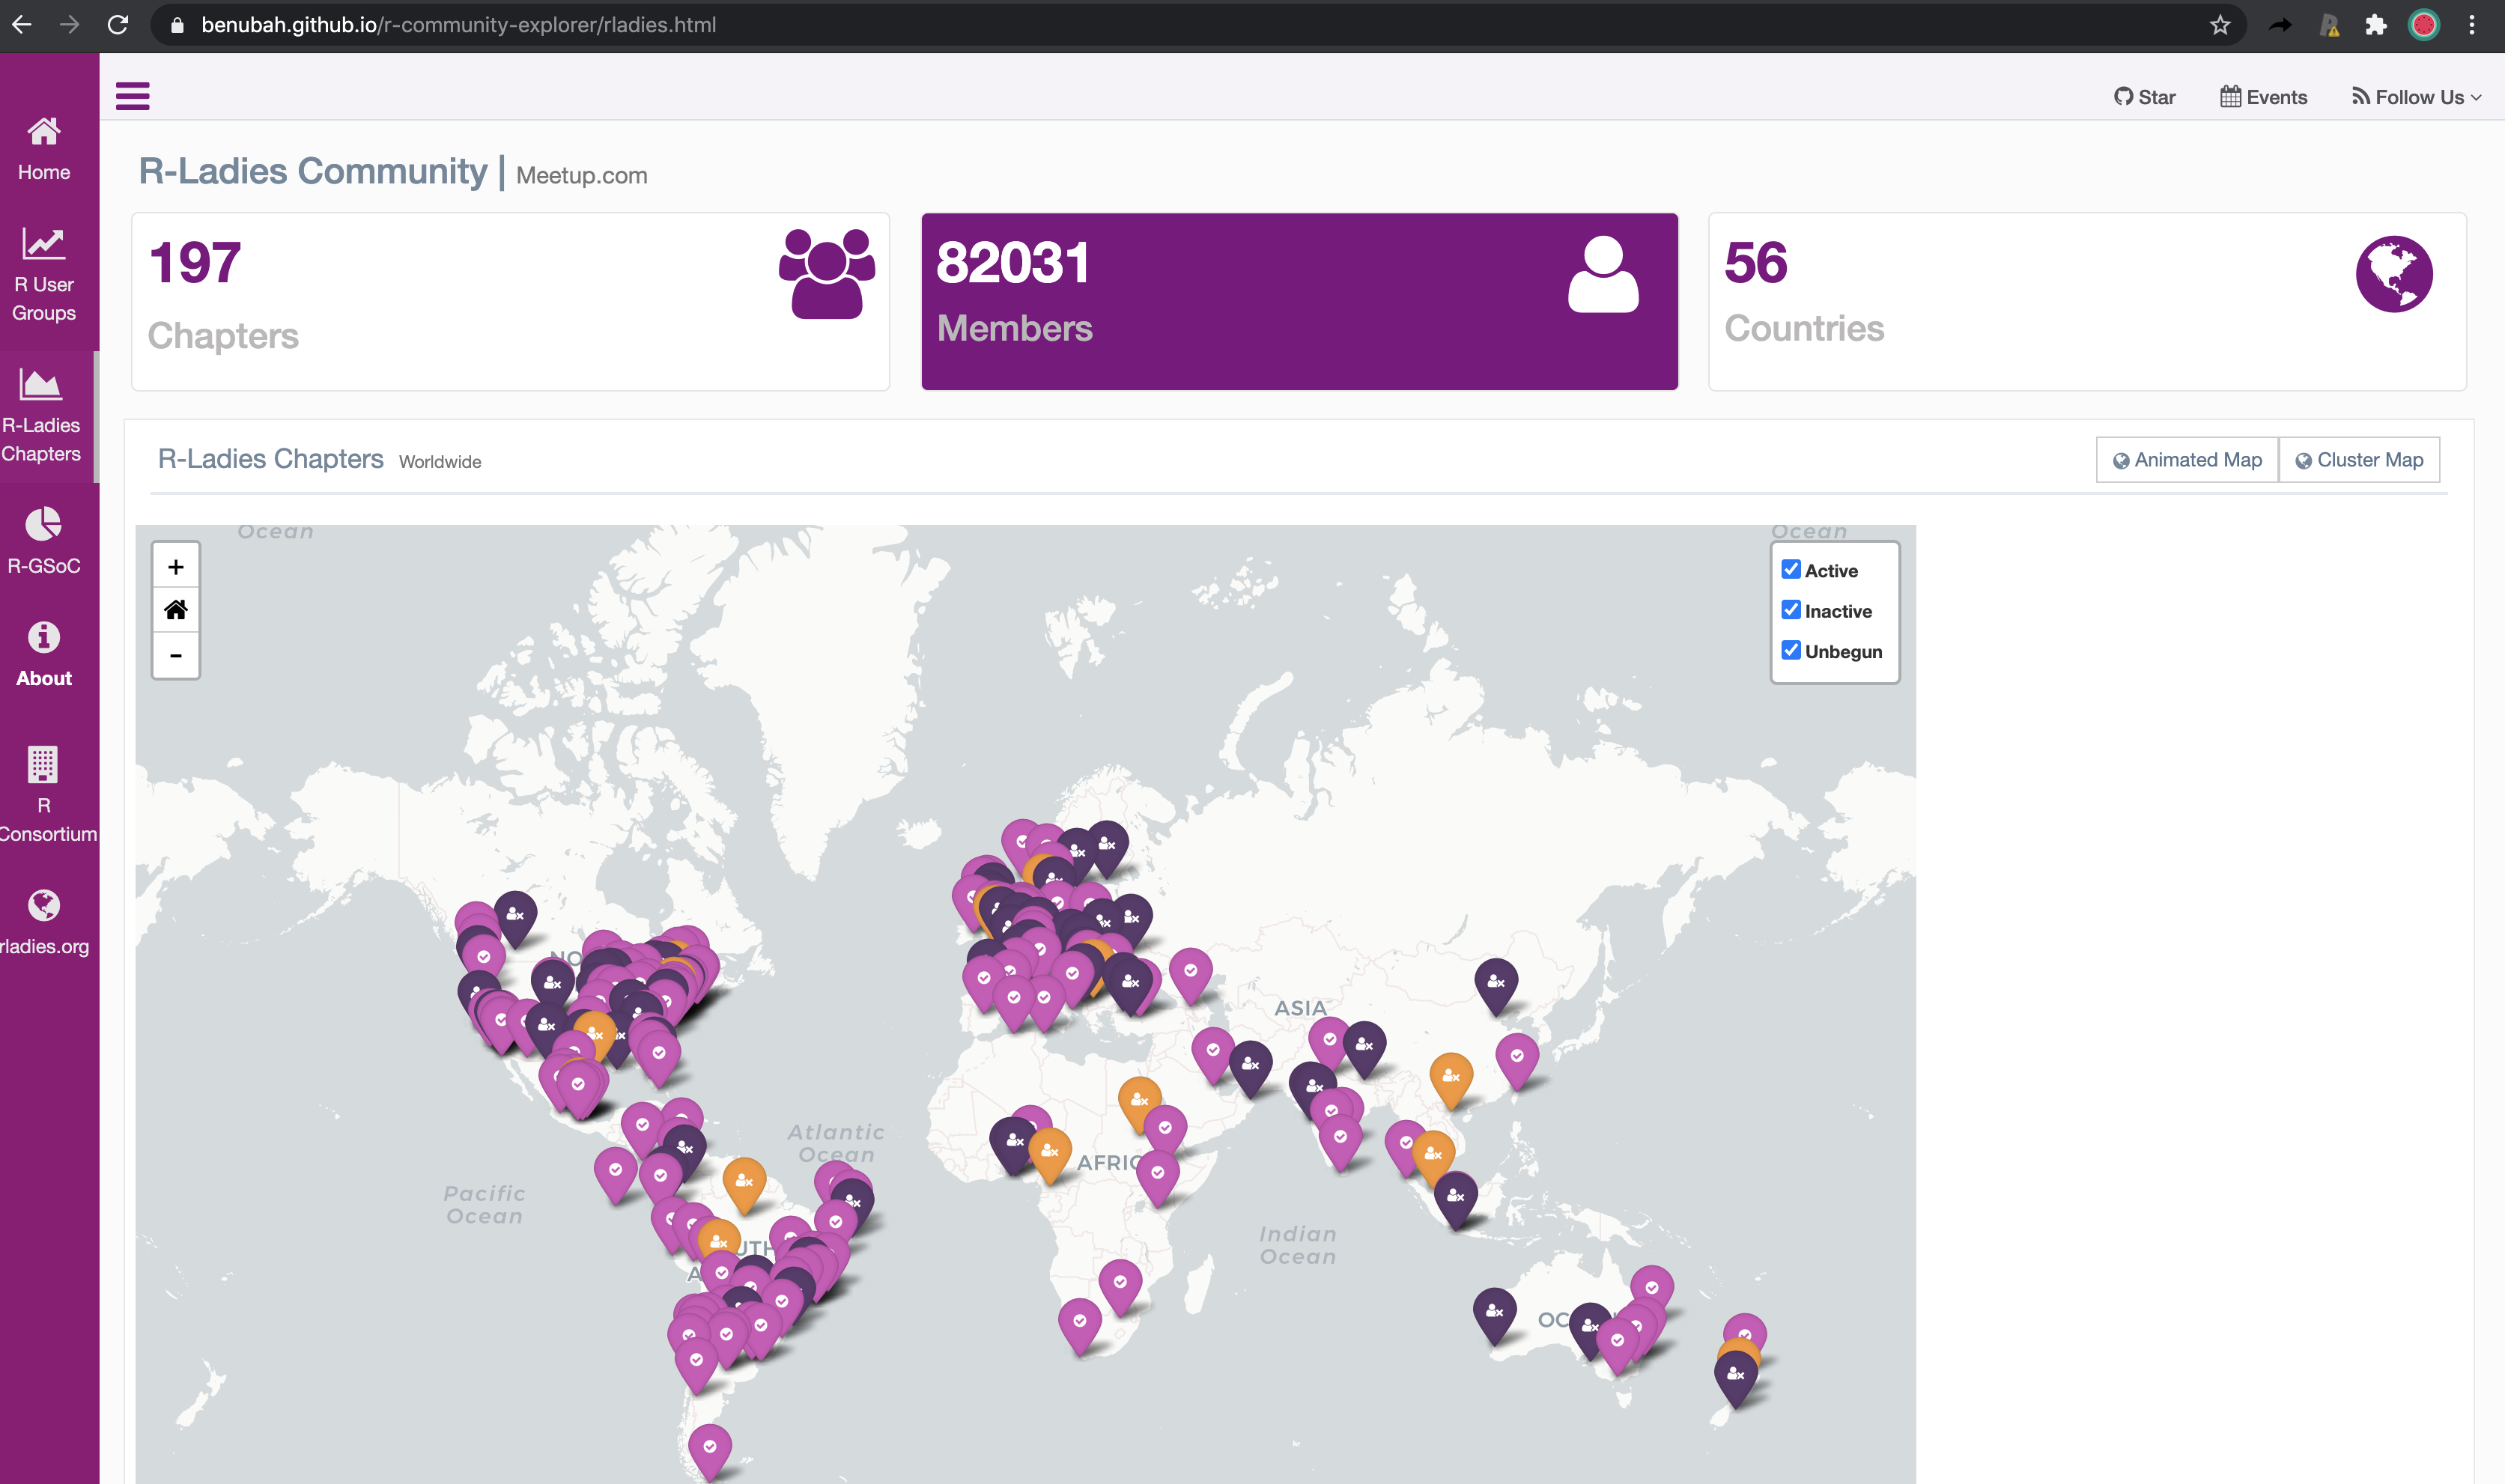 benubah.github.io/r-community-explorer/rladies.html
Star
Events
Follow Us
Home
R User
Groups
R-Ladies
Chapters
R-GSoC
About
R
Consortium
rladies.org
R-Ladies Community | Meetup.com
197
Chapters
82031
Members
56
Countries
R-Ladies Chapters Worldwide
Animated Map
Cluster Map
+
-
Active
Inactive
Unbegun
Ocean
Ocean
NO
ASIA
Atlantic
Ocean
AFRIC
Pacific
Ocean
Indian
Ocean
UTH
A
OC